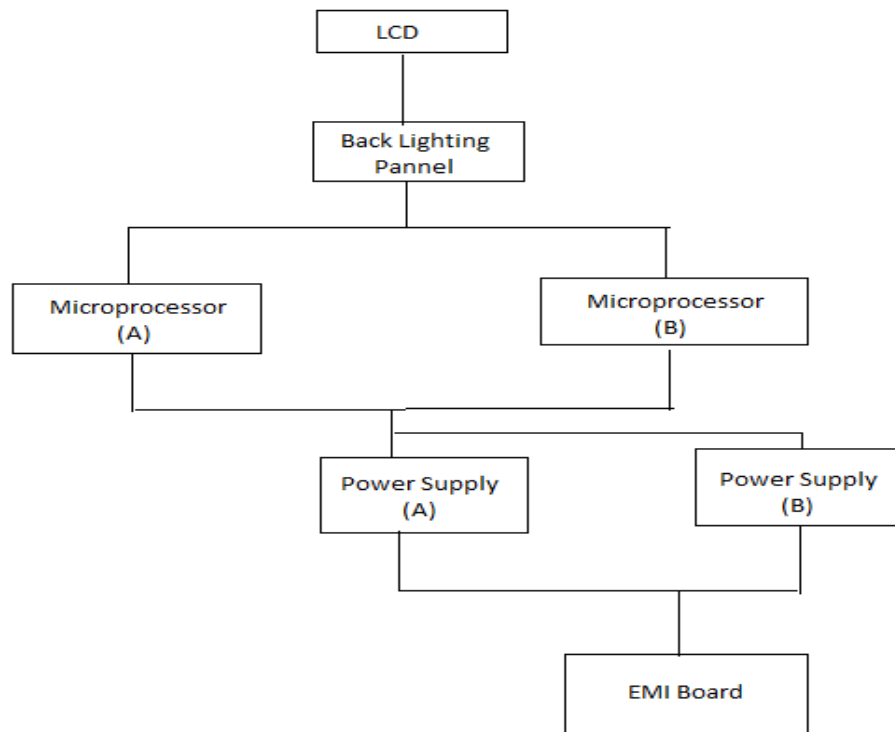 LCD
Back Lighting
Pannel
Microprocessor
(A)
Microprocessor
(B)
Power Supply
(A)
Power Supply
(B)
EMI Board